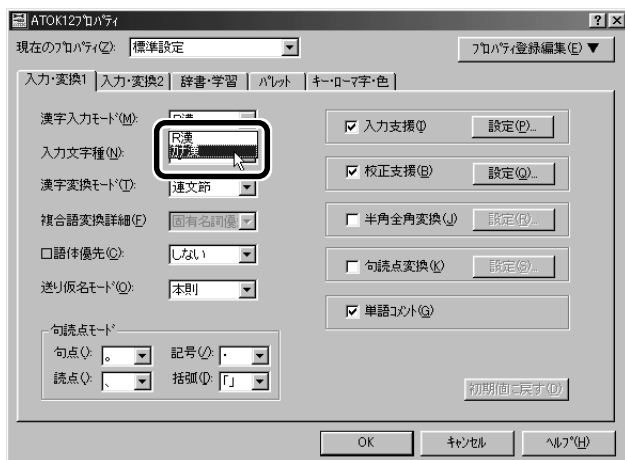 ATOK12ﾌﾟﾛﾊﾟﾃｨ
現在のﾌﾟﾛﾊﾟﾃｨ(Z): 標準設定 ﾌﾟﾛﾊﾟﾃｨ登録編集(E)▼
入力・変換1 入力・変換2 辞書・学習 ﾊﾟﾚｯﾄ キー・ローマ字・色
漢字入力モード(M): R漢
R漢
ｶﾅ漢
入力文字種(N):
漢字変換モード(T): 連文節
複合語変換詳細(F) 固有名詞優
口語体優先(C): しない
送り仮名モード(O): 本則
句読点モード
句点(): 。 記号(/): ・
読点(): 、 括弧(I): 「」
入力支援(I) 設定(P)...
校正支援(B) 設定(Q)...
半角全角変換(J) 設定(R)...
句読点変換(K) 設定(S)...
単語ｺﾒﾝﾄ(G)
初期値に戻す(D)
OK ｷｬﾝｾﾙ ﾍﾙﾌﾟ(H)